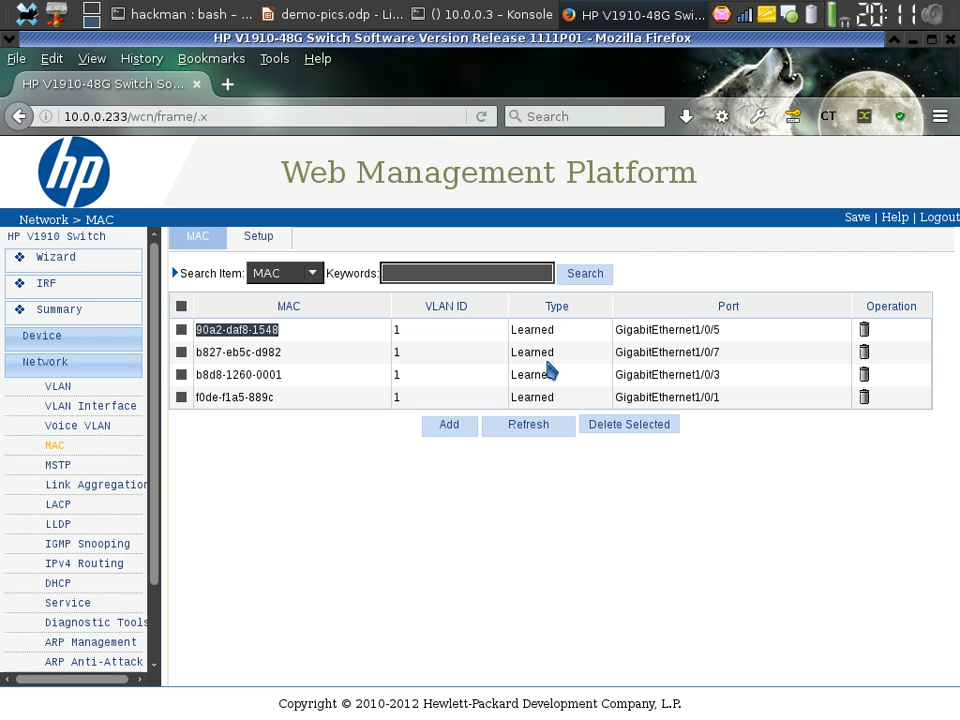 hackman : bash – ... demo-pics.odp - Li... () 10.0.0.3 – Konsole HP V1910-48G Swi... 20:11
HP V1910-48G Switch Software Version Release 1111P01 - Mozilla Firefox
File Edit View History Bookmarks Tools Help
HP V1910-48G Switch So... × +
10.0.0.233/wcn/frame/.x Search CT
hp
Web Management Platform
Network > MAC Save | Help | Logout
HP V1910 Switch
Wizard
IRF
Summary
Device
Network
VLAN
VLAN Interface
Voice VLAN
MAC
MSTP
Link Aggregation
LACP
LLDP
IGMP Snooping
IPv4 Routing
DHCP
Service
Diagnostic Tools
ARP Management
ARP Anti-Attack
MAC Setup
Search Item: MAC Keywords: Search
MAC VLAN ID Type Port Operation
90a2-daf8-1548 1 Learned GigabitEthernet1/0/5
b827-eb5c-d982 1 Learned GigabitEthernet1/0/7
b8d8-1260-0001 1 Learned GigabitEthernet1/0/3
f0de-f1a5-889c 1 Learned GigabitEthernet1/0/1
Add Refresh Delete Selected
Copyright © 2010-2012 Hewlett-Packard Development Company, L.P.